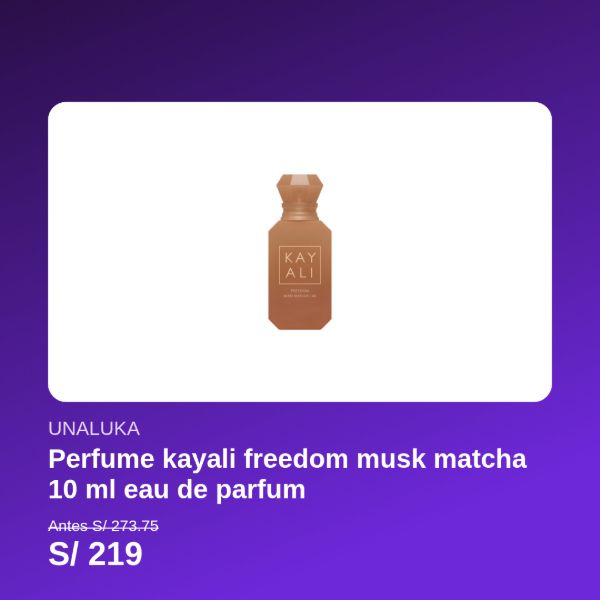 KAY
ALI
UNALUKA
Perfume kayali freedom musk matcha
10 ml eau de parfum
Antes S/ 273.75
S/ 219